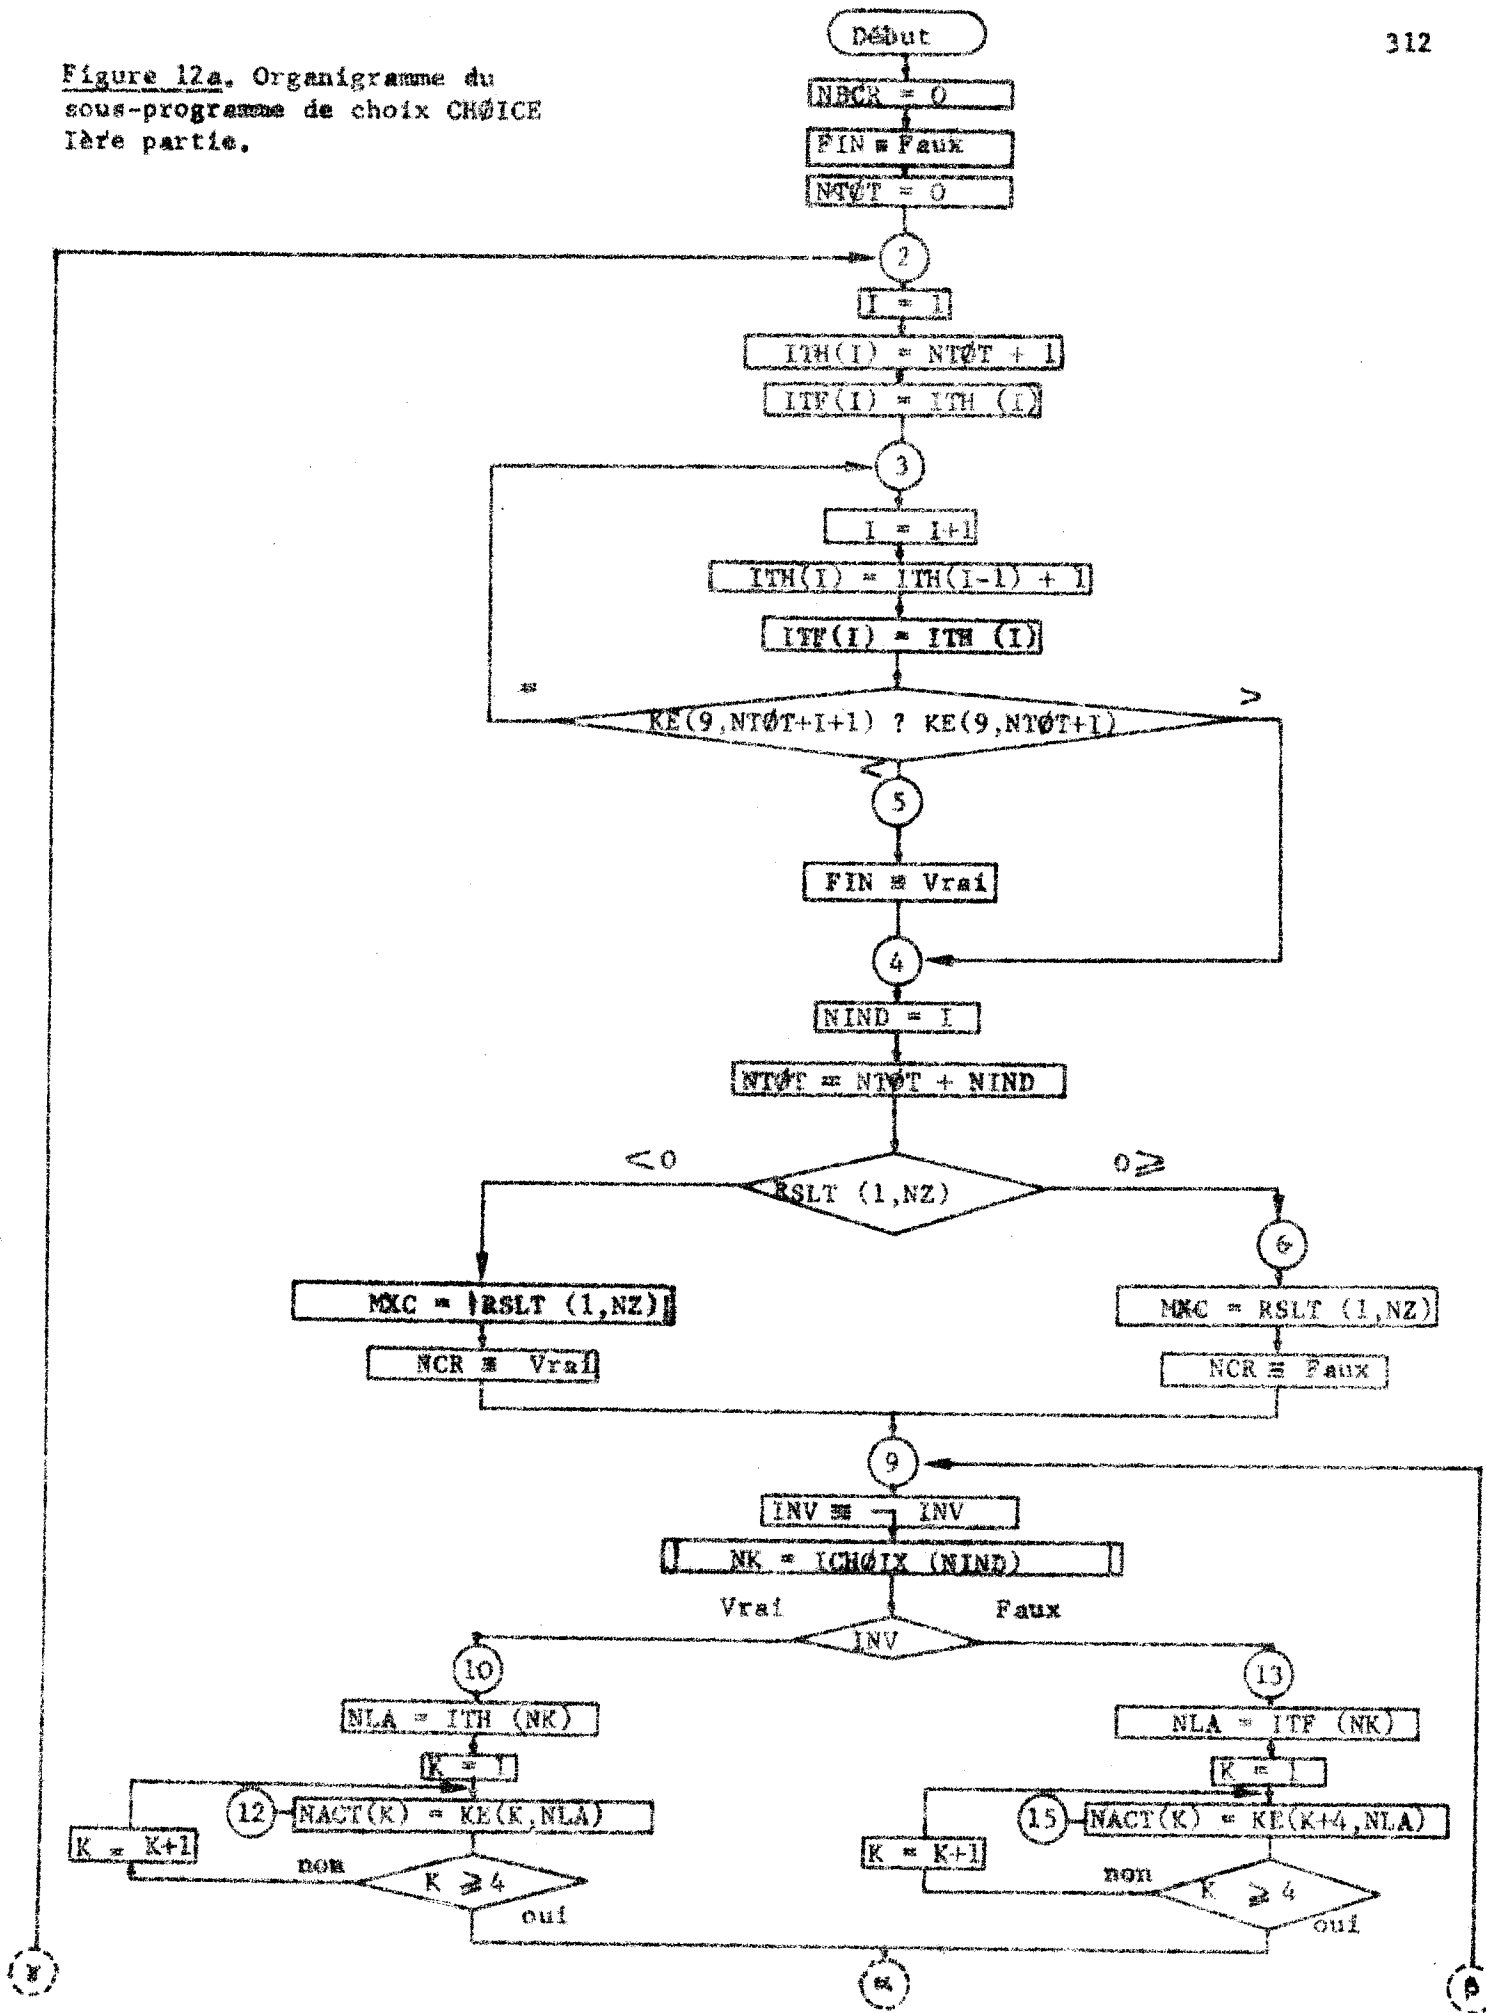 312
Figure 12a. Organigramme du
sous-programme de choix CHØICE
Ière partie.
Début
NBCR = 0
FIN ≡ Faux
NTØT = 0
2
I = 1
ITH(I) = NTØT + 1
ITF(I) = ITH (I)
3
I = I+1
ITH(I) = ITH(I-1) + 1
ITF(I) = ITH (I)
= >
KE(9,NTØT+I+1) ? KE(9,NTØT+I)
<
5
FIN ≡ Vrai
4
NIND = I
NTØT = NTØT + NIND
<0 0⩾
RSLT (1,NZ)
6
MXC = |RSLT (1,NZ)|
MXC = RSLT (1,NZ)
NCR ≡ Vrai
NCR ≡ Faux
9
INV ≡ ¬ INV
NK = ICHØIX (NIND)
Vrai Faux
INV
10 13
NLA = ITH (NK)
NLA = ITF (NK)
K = 1
K = 1
12 NACT(K) = KE(K,NLA)
15 NACT(K) = KE(K+4,NLA)
K = K+1
K = K+1
non K ⩾ 4
non K ⩾ 4
oui
oui
γ α β